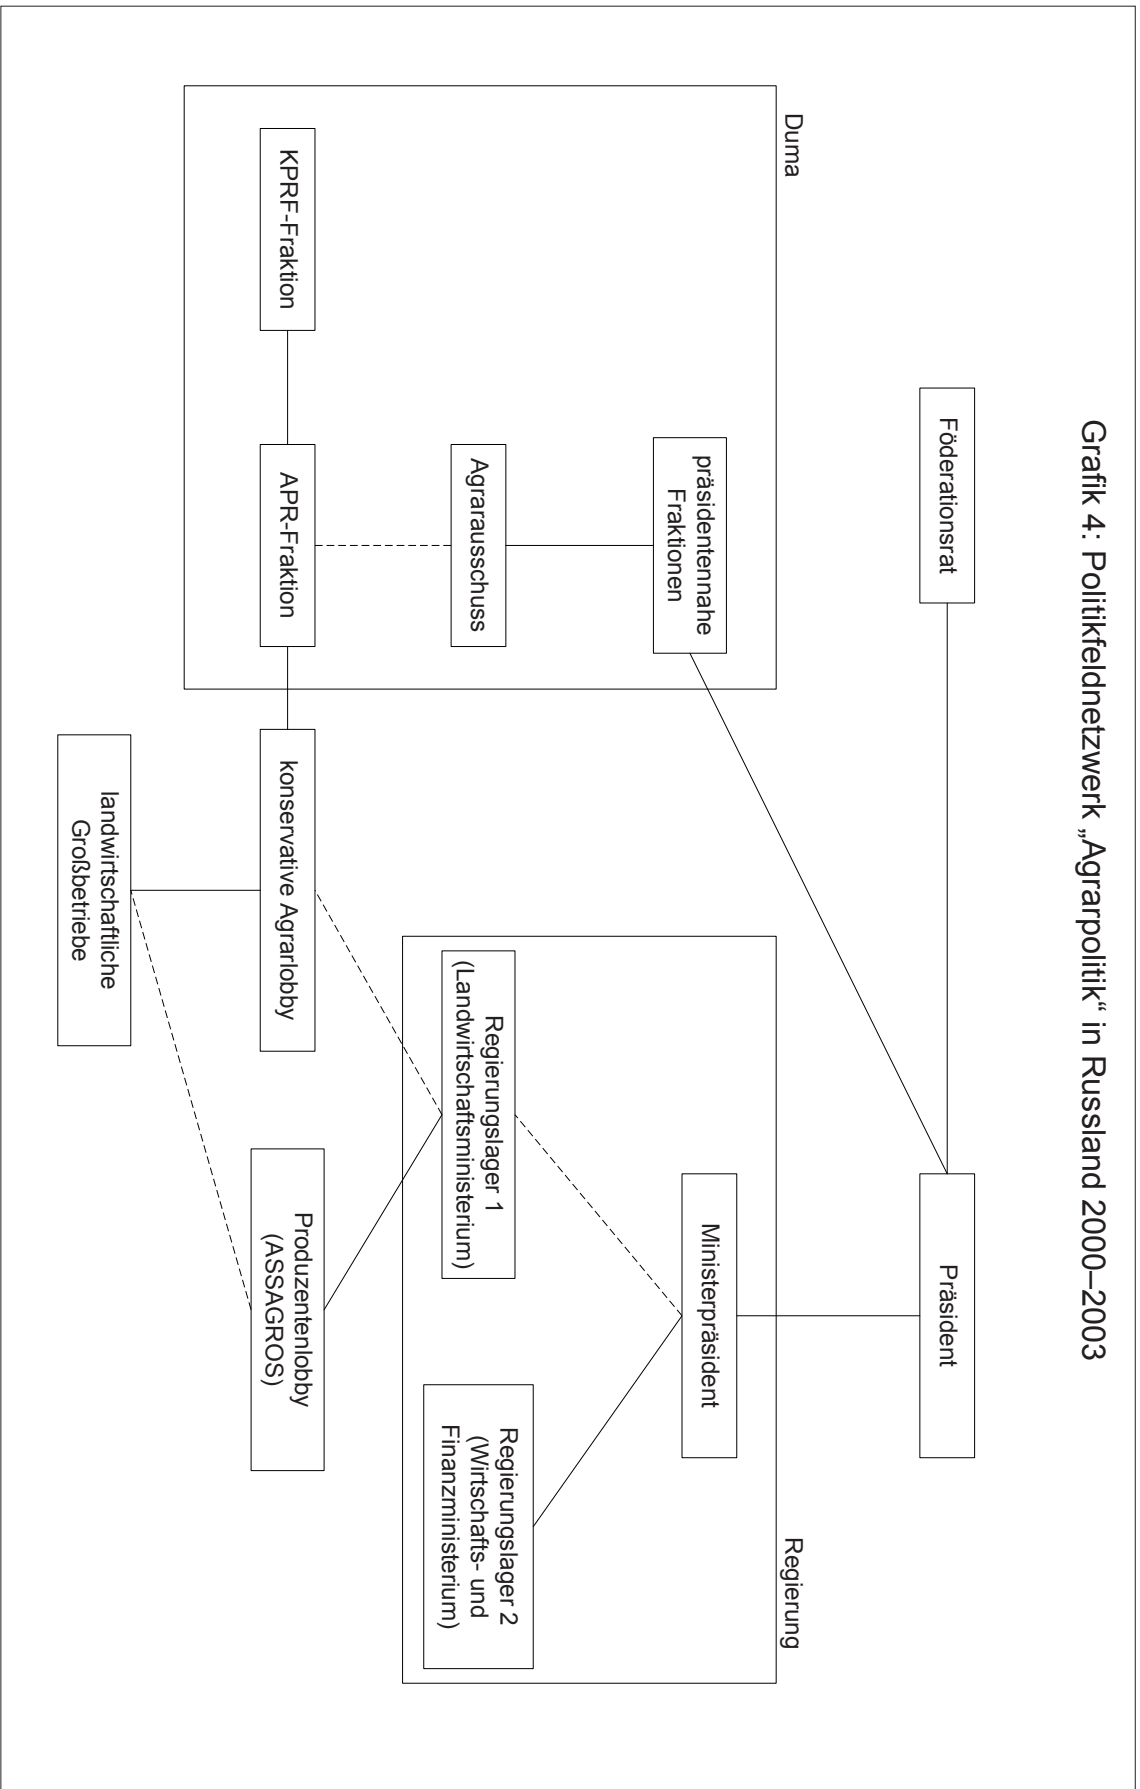 Grafik 4: Politikfeldnetzwerk „Agrarpolitik“ in Russland 2000–2003
Föderationsrat
Präsident
Duma
Regierung
präsidentennahe
Fraktionen
Ministerpräsident
Agrarausschuss
Regierungslager 1
(Landwirtschaftsministerium)
Regierungslager 2
(Wirtschafts- und
Finanzministerium)
KPRF-Fraktion
APR-Fraktion
konservative Agrarlobby
Produzentenlobby
(ASSAGROS)
landwirtschaftliche
Großbetriebe